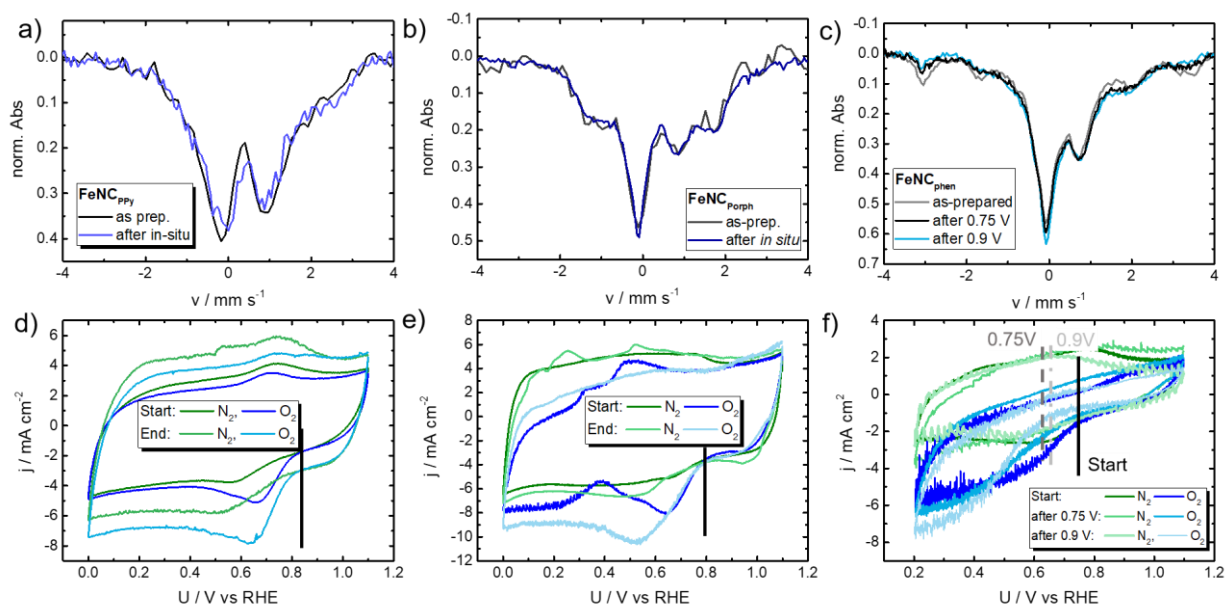 a)
0.0
0.1
0.2
0.3
0.4
norm. Abs
FeNC_PPy
as prep.
after in-situ
-4 -2 0 2 4
v / mm s⁻¹
b)
-0.1
0.0
0.1
0.2
0.3
0.4
0.5
norm. Abs
FeNC_Porph
as-prep.
after in situ
-4 -2 0 2 4
v / mm s⁻¹
c)
-0.1
0.0
0.1
0.2
0.3
0.4
0.5
0.6
0.7
norm. Abs
FeNC_phen
as-prepared
after 0.75 V
after 0.9 V
-4 -2 0 2 4
v / mm s⁻¹
d)
6
4
2
0
-2
-4
-6
-8
j / mA cm⁻²
Start: N₂, O₂
End: N₂, O₂
0.0 0.2 0.4 0.6 0.8 1.0 1.2
U / V vs RHE
e)
8
6
4
2
0
-2
-4
-6
-8
-10
-12
j / mA cm⁻²
Start: N₂ O₂
End: N₂ O₂
0.0 0.2 0.4 0.6 0.8 1.0 1.2
U / V vs RHE
f)
4
2
0
-2
-4
-6
-8
j / mA cm⁻²
0.75V 0.9V
Start
Start: N₂ O₂
after 0.75 V: N₂ O₂
after 0.9 V: N₂, O₂
0.2 0.4 0.6 0.8 1.0 1.2
U / V vs RHE